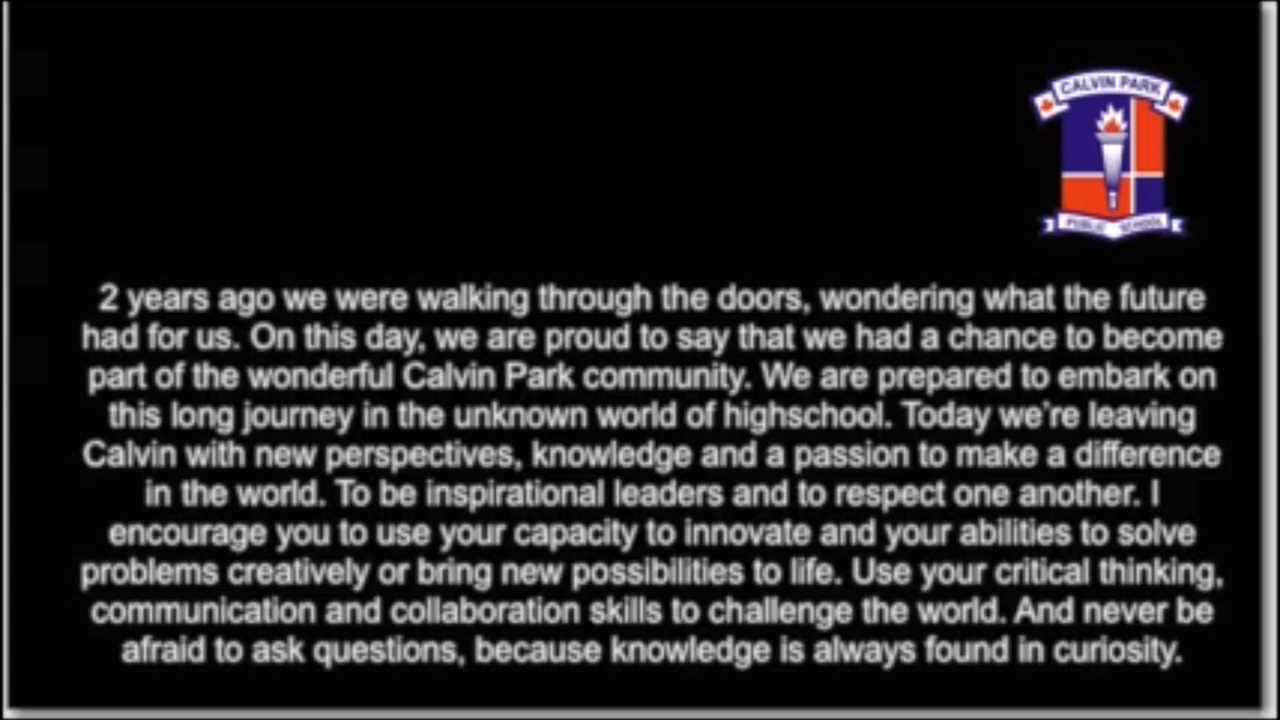 CALVIN PARK
PUBLIC SCHOOL
2 years ago we were walking through the doors, wondering what the future
had for us. On this day, we are proud to say that we had a chance to become
part of the wonderful Calvin Park community. We are prepared to embark on
this long journey in the unknown world of highschool. Today we're leaving
Calvin with new perspectives, knowledge and a passion to make a difference
in the world. To be inspirational leaders and to respect one another. I
encourage you to use your capacity to innovate and your abilities to solve
problems creatively or bring new possibilities to life. Use your critical thinking,
communication and collaboration skills to challenge the world. And never be
afraid to ask questions, because knowledge is always found in curiosity.